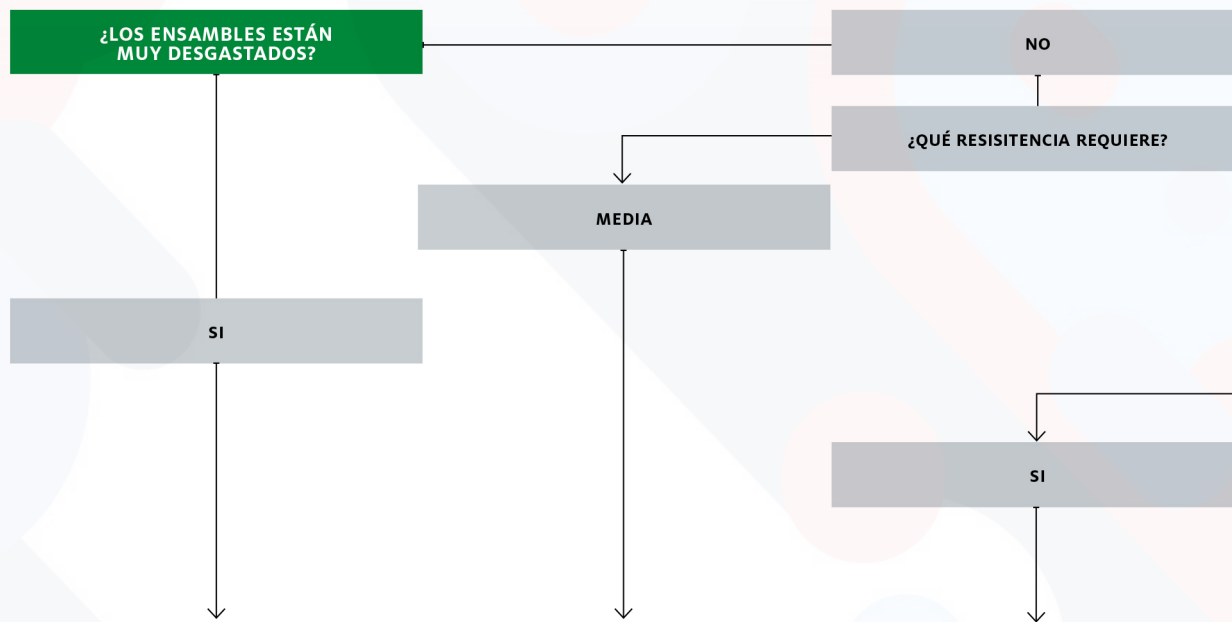 ¿LOS ENSAMBLES ESTÁN
MUY DESGASTADOS?
NO
¿QUÉ RESISITENCIA REQUIERE?
MEDIA
SI
SI